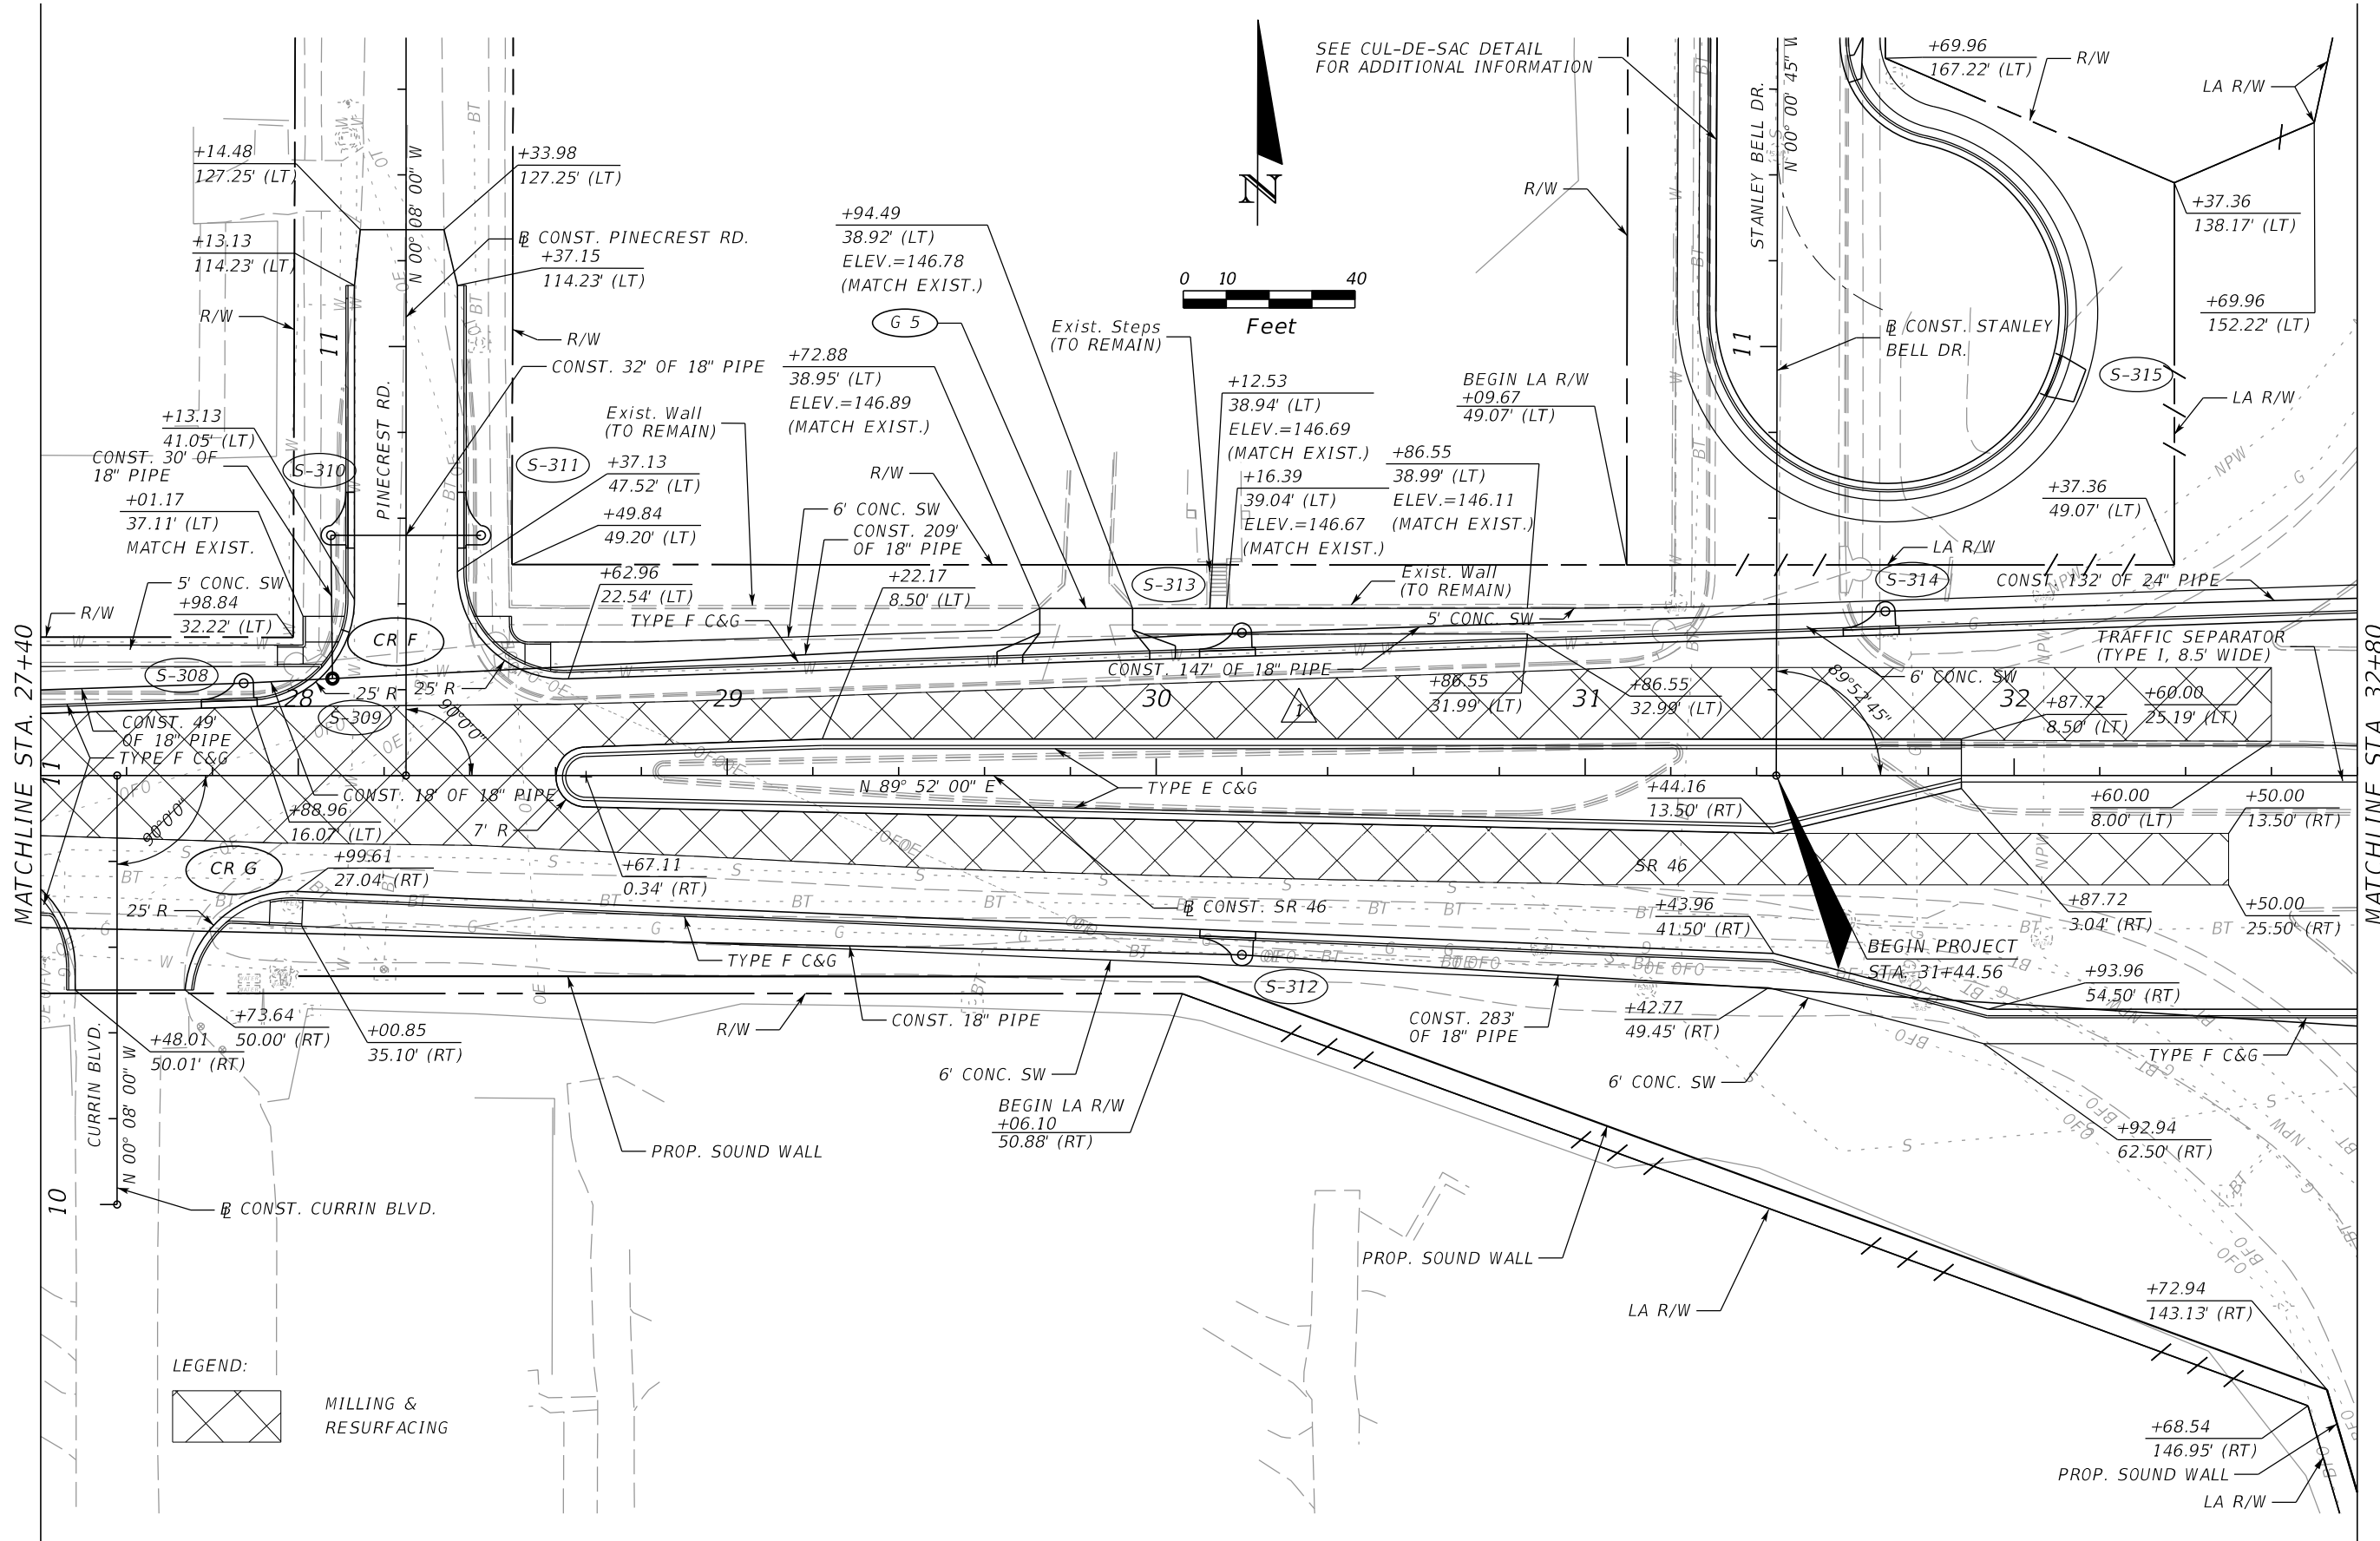 SEE CUL-DE-SAC DETAIL
FOR ADDITIONAL INFORMATION
+69.96
167.22' (LT)
R/W
LA R/W
N
0 10 40
Feet
STANLEY BELL DR.
N 00° 00' 45" W
R/W
+37.36
138.17' (LT)
+69.96
152.22' (LT)
+14.48
127.25' (LT)
+33.98
127.25' (LT)
N 00° 08' 00" W
+13.13
114.23' (LT)
BL CONST. PINECREST RD.
+37.15
114.23' (LT)
+94.49
38.92' (LT)
ELEV.=146.78
(MATCH EXIST.)
G 5
R/W
11
R/W
CONST. 32' OF 18" PIPE
PINECREST RD.
+72.88
38.95' (LT)
ELEV.=146.89
(MATCH EXIST.)
Exist. Steps
(TO REMAIN)
+12.53
38.94' (LT)
ELEV.=146.69
(MATCH EXIST.)
+16.39
39.04' (LT)
ELEV.=146.67
(MATCH EXIST.)
+86.55
38.99' (LT)
ELEV.=146.11
(MATCH EXIST.)
BEGIN LA R/W
+09.67
49.07' (LT)
11
BL CONST. STANLEY
BELL DR.
S-315
LA R/W
+37.36
49.07' (LT)
+13.13
41.05' (LT)
CONST. 30' OF
18" PIPE
S-310
+01.17
37.11' (LT)
MATCH EXIST.
5' CONC. SW
+98.84
32.22' (LT)
R/W
S-308
Exist. Wall
(TO REMAIN)
S-311
+37.13
47.52' (LT)
+49.84
49.20' (LT)
R/W
6' CONC. SW
CONST. 209'
OF 18" PIPE
+62.96
22.54' (LT)
TYPE F C&G
+22.17
8.50' (LT)
S-313
Exist. Wall
(TO REMAIN)
5' CONC. SW
CONST. 147' OF 18" PIPE
LA R/W
S-314
CONST. 132' OF 24" PIPE
TRAFFIC SEPARATOR
(TYPE I, 8.5' WIDE)
CR F
25' R
25' R
S-309
90°0'0"
28
29
30
31
32
1
+86.55
31.99' (LT)
+86.55
32.99' (LT)
89°52'45"
6' CONC. SW
+87.72
8.50' (LT)
+60.00
25.19' (LT)
MATCHLINE STA. 27+40
MATCHLINE STA. 32+80
CONST. 49'
OF 18" PIPE
TYPE F C&G
11
CONST. 18' OF 18" PIPE
+88.96
16.07' (LT)
90°0'0"
7' R
N 89° 52' 00" E
TYPE E C&G
+44.16
13.50' (RT)
+60.00
8.00' (LT)
+50.00
13.50' (RT)
CR G
+99.61
27.04' (RT)
+67.11
0.34' (RT)
SR 46
25' R
BL CONST. SR 46
+43.96
41.50' (RT)
+87.72
3.04' (RT)
+50.00
25.50' (RT)
TYPE F C&G
S-312
BEGIN PROJECT
STA. 31+44.56
+93.96
54.50' (RT)
+48.01
50.01' (RT)
+73.64
50.00' (RT)
+00.85
35.10' (RT)
R/W
CONST. 18" PIPE
CONST. 283'
OF 18" PIPE
+42.77
49.45' (RT)
TYPE F C&G
6' CONC. SW
6' CONC. SW
CURRIN BLVD.
N 00° 08' 00" W
BEGIN LA R/W
+06.10
50.88' (RT)
+92.94
62.50' (RT)
PROP. SOUND WALL
10
BL CONST. CURRIN BLVD.
PROP. SOUND WALL
LA R/W
+72.94
143.13' (RT)
LEGEND:
MILLING &
RESURFACING
+68.54
146.95' (RT)
PROP. SOUND WALL
LA R/W